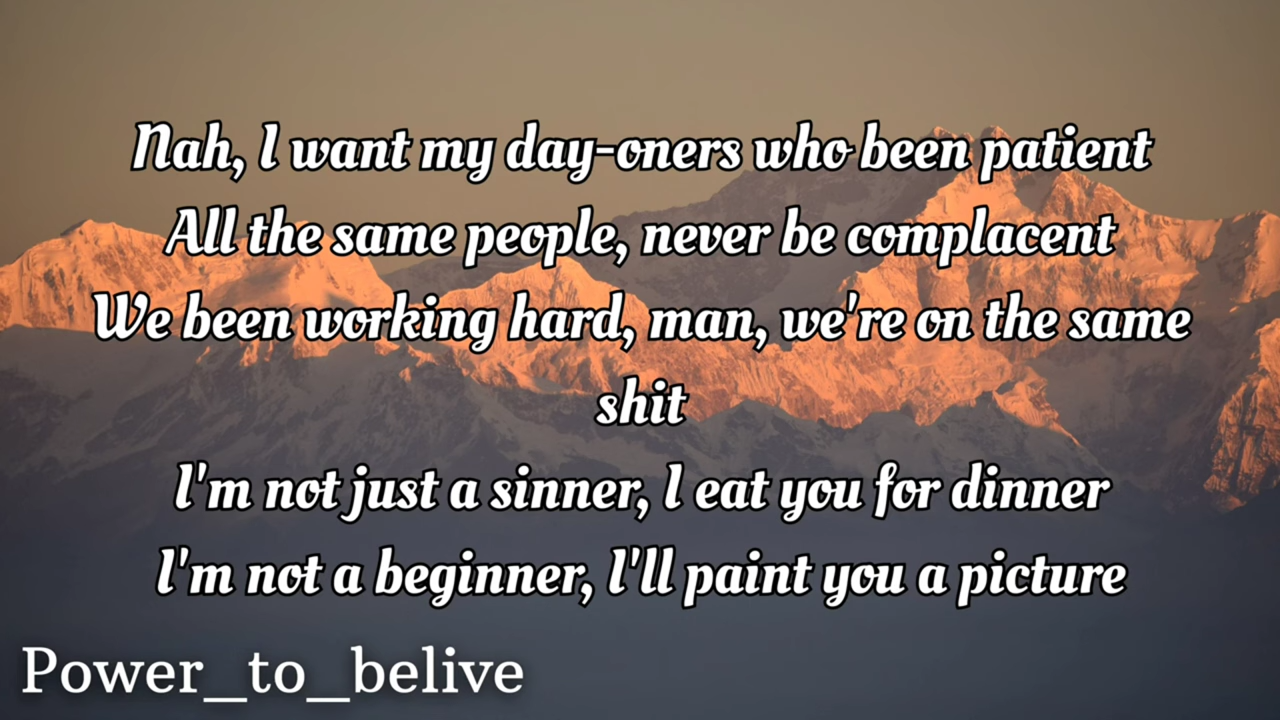 Nah, I want my day-oners who been patient
All the same people, never be complacent
We been working hard, man, we're on the same
shit
I'm not just a sinner, I eat you for dinner
I'm not a beginner, I'll paint you a picture
Power_to_belive